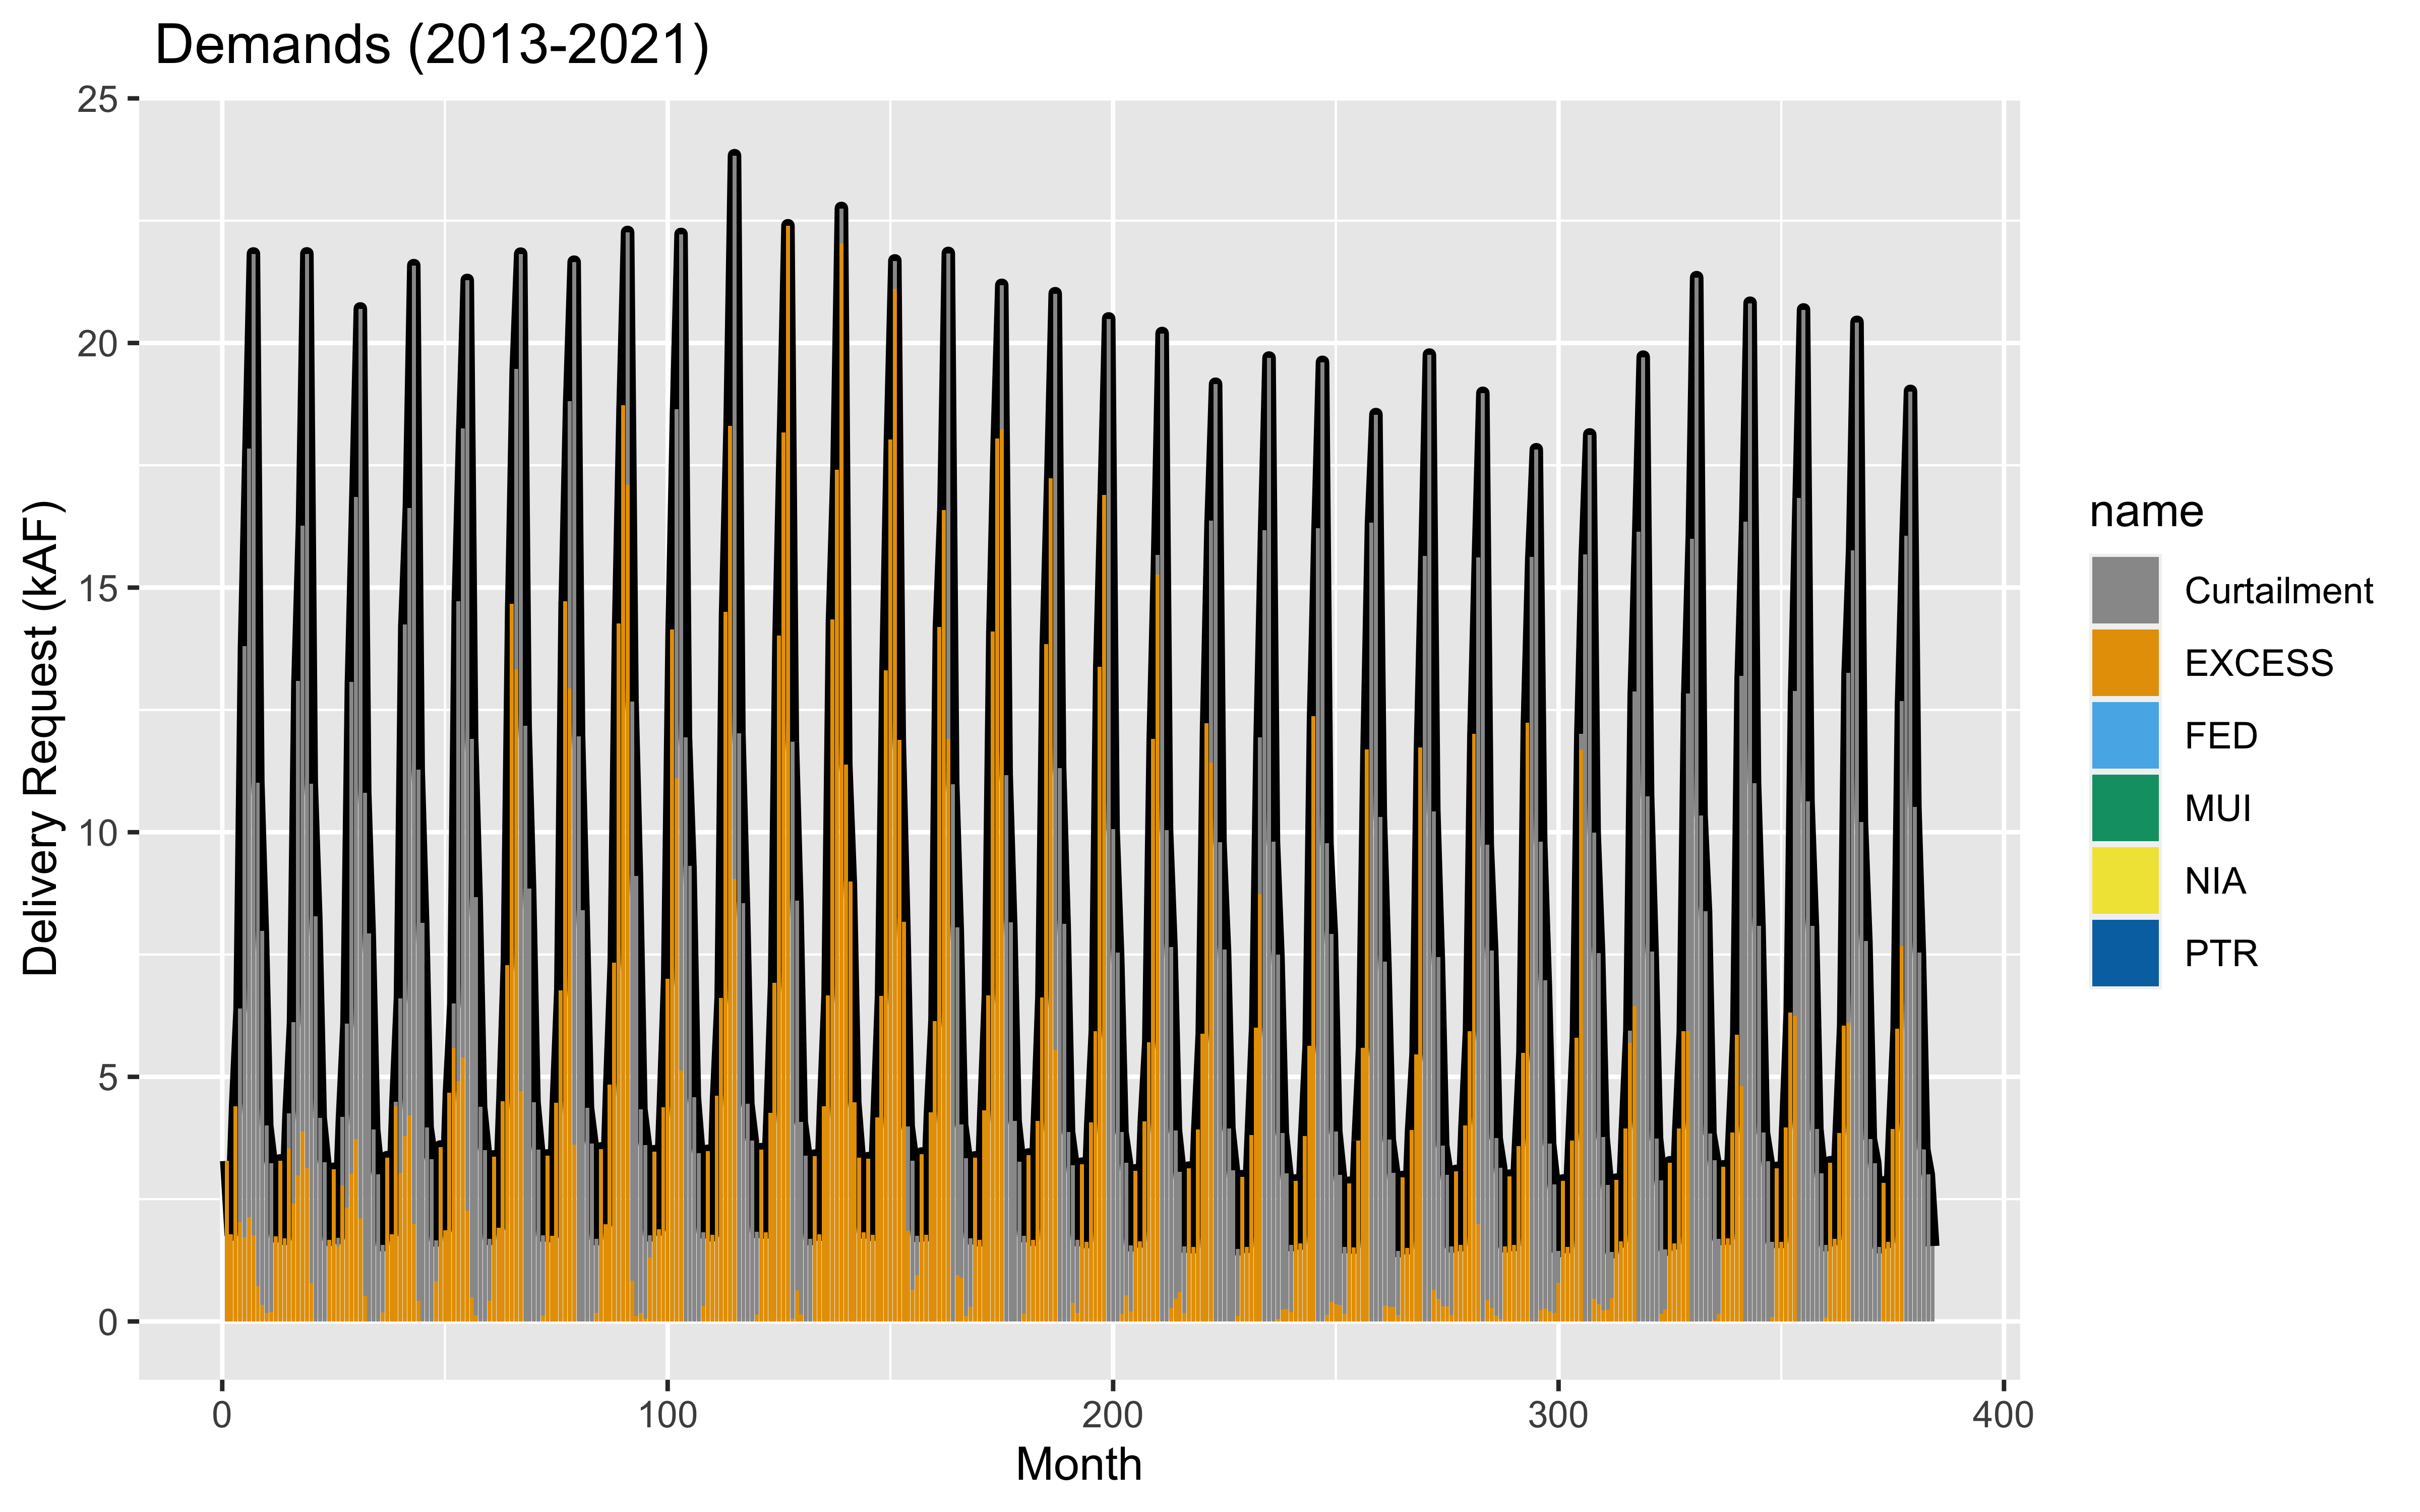 Demands (2013-2021)
25
20
15
10
5
0
Delivery Request (kAF)
0 100 200 300 400
Month
name
Curtailment
EXCESS
FED
MUI
NIA
PTR